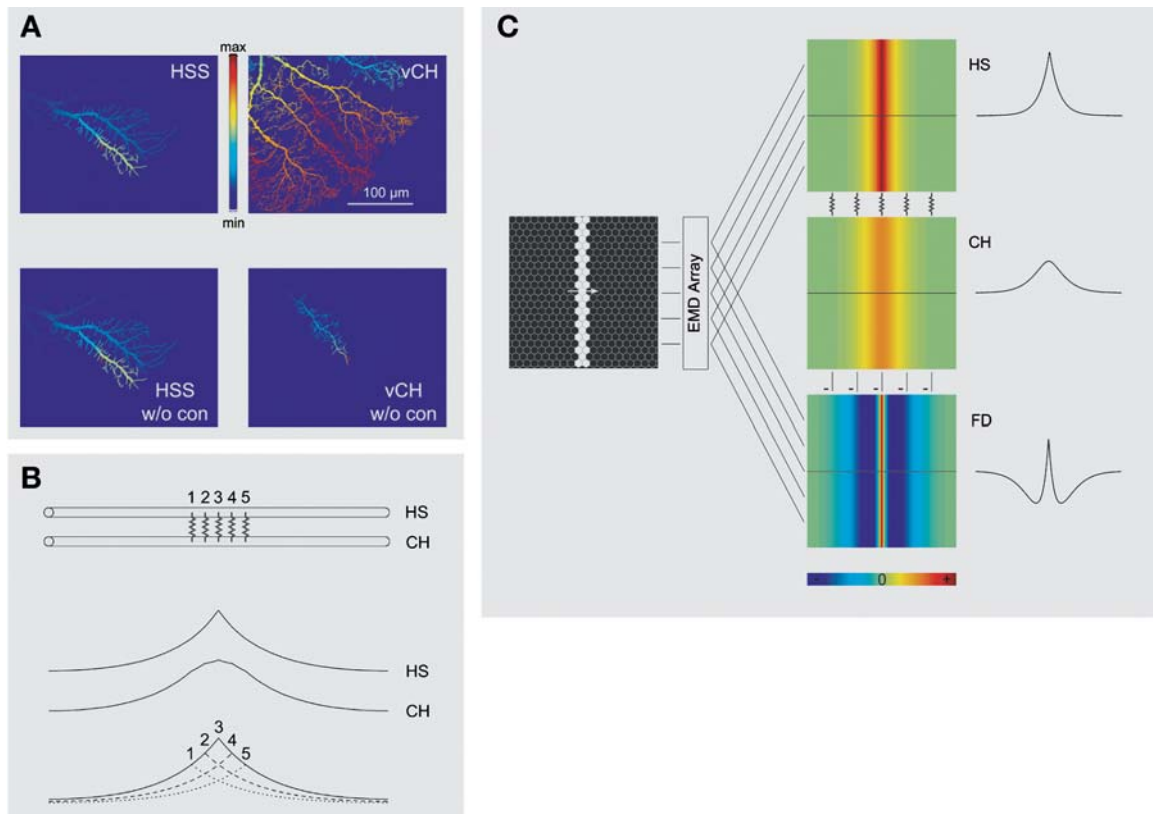 A
HSS
max
min
vCH
100 µm
HSS
w/o con
vCH
w/o con
B
1 2 3 4 5
HS
CH
HS
CH
3
2 4
1 5
C
EMD Array
HS
CH
- - - - -
FD
- 0 +